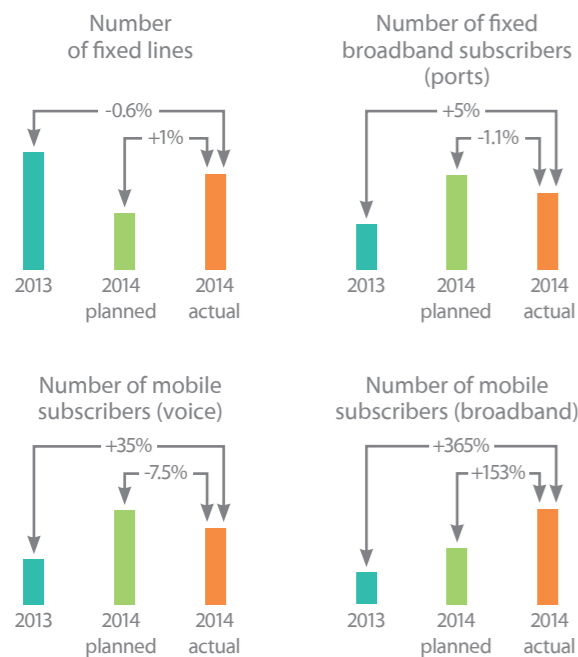 Number
of fixed lines
-0.6%
+1%
2013
2014
planned
2014
actual
Number of fixed
broadband subscribers
(ports)
+5%
-1.1%
2013
2014
planned
2014
actual
Number of mobile
subscribers (voice)
+35%
-7.5%
2013
2014
planned
2014
actual
Number of mobile
subscribers (broadband)
+365%
+153%
2013
2014
planned
2014
actual